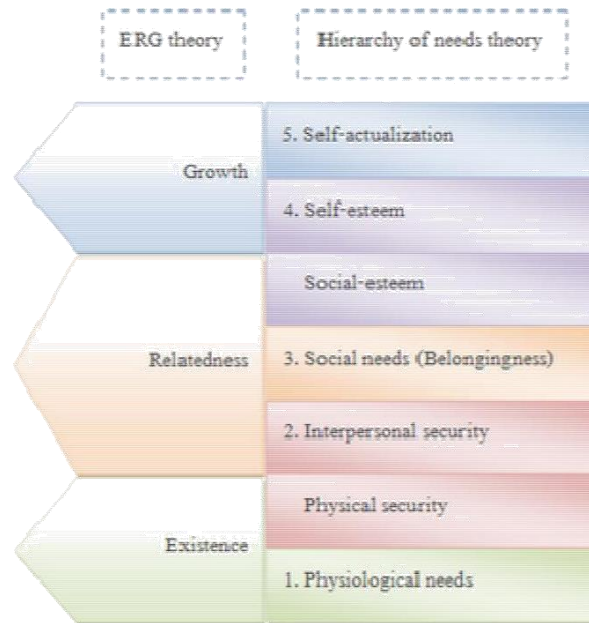 ERG theory
Hierarchy of needs theory
5. Self-actualization
Growth
4. Self-esteem
Social-esteem
Relatedness
3. Social needs (Belongingness)
2. Interpersonal security
Physical security
Existence
1. Physiological needs